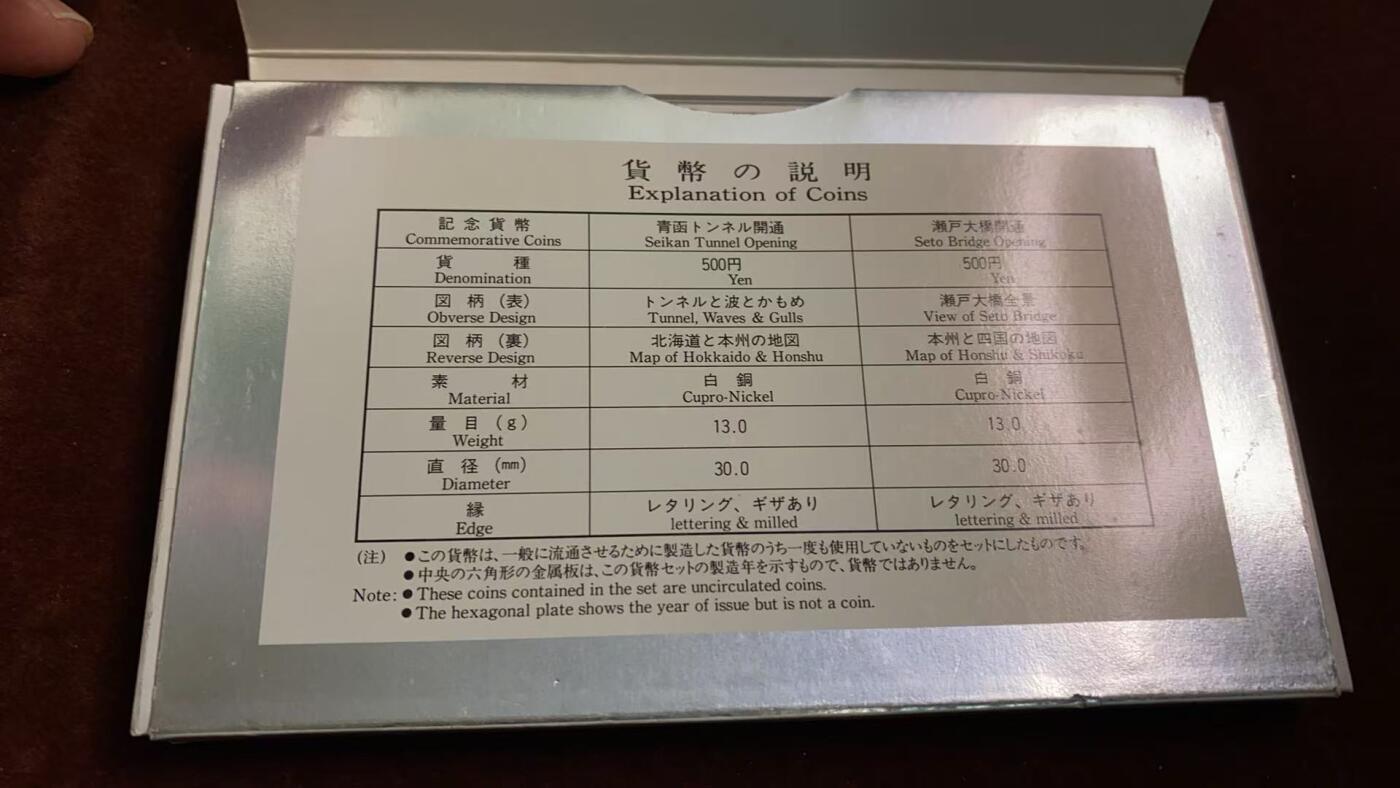 貨幣の説明
Explanation of Coins
記念貨幣 青函トンネル開通 瀬戸大橋開通
Commemorative Coins Seikan Tunnel Opening Seto Bridge Opening
貨種 500円 500円
Denomination Yen Yen
図柄(表) トンネルと波とかもめ 瀬戸大橋全景
Obverse Design Tunnel, Waves & Gulls View of Seto Bridge
図柄(裏) 北海道と本州の地図 本州と四国の地図
Reverse Design Map of Hokkaido & Honshu Map of Honshu & Shikoku
素材 白銅 白銅
Material Cupro-Nickel Cupro-Nickel
量目(g) 13.0 13.0
Weight
直径(㎜) 30.0 30.0
Diameter
縁 レタリング、ギザあり レタリング、ギザあり
Edge lettering & milled lettering & milled
(注) ●この貨幣は、一般に流通させるために製造した貨幣のうち一度も使用していないものをセットにしたものです。
●中央の六角形の金属板は、この貨幣セットの製造年を示すもので、貨幣ではありません。
Note: ● These coins contained in the set are uncirculated coins.
● The hexagonal plate shows the year of issue but is not a coin.